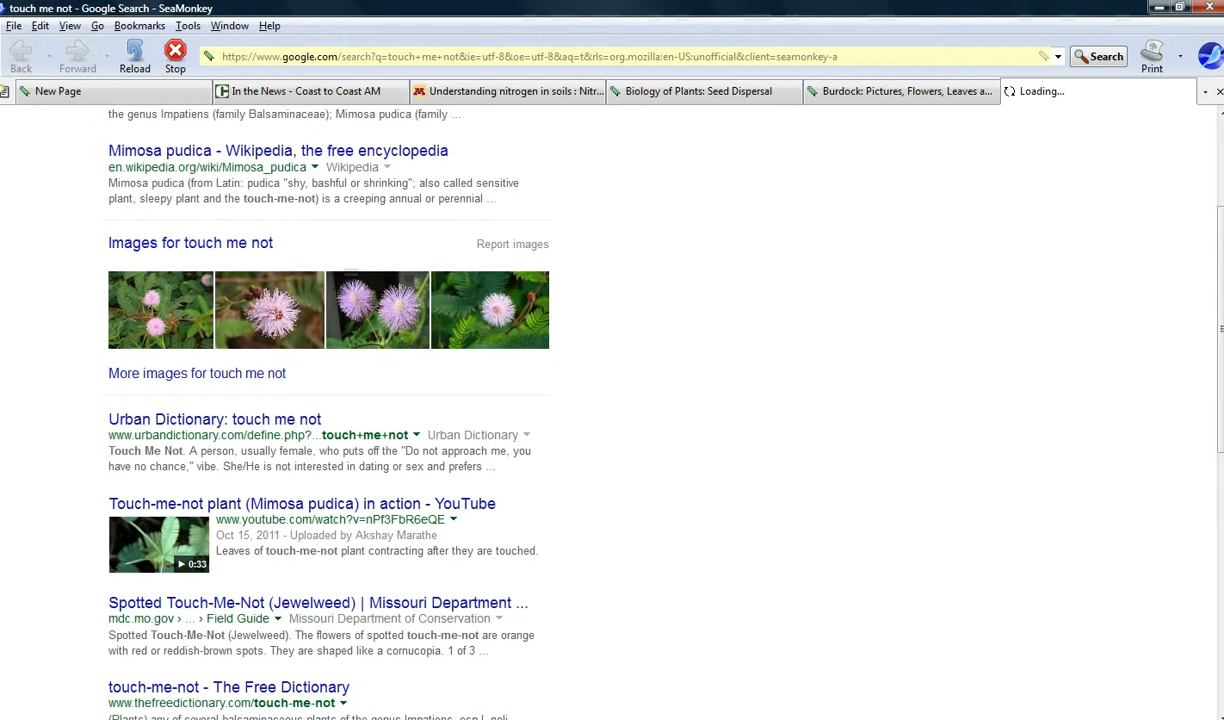 touch me not - Google Search - SeaMonkey
File Edit View Go Bookmarks Tools Window Help
Back Forward Reload Stop https://www.google.com/search?q=touch+me+not&ie=utf-8&oe=utf-8&aq=t&rls=org.mozilla:en-US:unofficial&client=seamonkey-a Search Print
New Page In the News - Coast to Coast AM Understanding nitrogen in soils : Nitr... Biology of Plants: Seed Dispersal Burdock: Pictures, Flowers, Leaves a... Loading...
the genus Impatiens (family Balsaminaceae); Mimosa pudica (family ...
Mimosa pudica - Wikipedia, the free encyclopedia
en.wikipedia.org/wiki/Mimosa_pudica Wikipedia
Mimosa pudica (from Latin: pudica "shy, bashful or shrinking"; also called sensitive
plant, sleepy plant and the touch-me-not) is a creeping annual or perennial ...
Images for touch me not Report images
More images for touch me not
Urban Dictionary: touch me not
www.urbandictionary.com/define.php?...touch+me+not Urban Dictionary
Touch Me Not. A person, usually female, who puts off the "Do not approach me, you
have no chance," vibe. She/He is not interested in dating or sex and prefers ...
Touch-me-not plant (Mimosa pudica) in action - YouTube
www.youtube.com/watch?v=nPf3FbR6eQE
Oct 15, 2011 - Uploaded by Akshay Marathe
Leaves of touch-me-not plant contracting after they are touched.
0:33
Spotted Touch-Me-Not (Jewelweed) | Missouri Department ...
mdc.mo.gov › ... › Field Guide Missouri Department of Conservation
Spotted Touch-Me-Not (Jewelweed). The flowers of spotted touch-me-not are orange
with red or reddish-brown spots. They are shaped like a cornucopia. 1 of 3 ...
touch-me-not - The Free Dictionary
www.thefreedictionary.com/touch-me-not
(Plants) any of several balsaminaceous plants of the genus Impatiens, esp I. noli